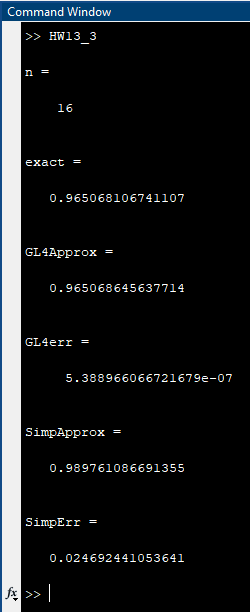 Command Window
>> HW13_3
n =
16
exact =
0.965068106741107
GL4Approx =
0.965068645637714
GL4err =
5.388966066721679e-07
SimpApprox =
0.989761086691355
SimpErr =
0.024692441053641
fx >>